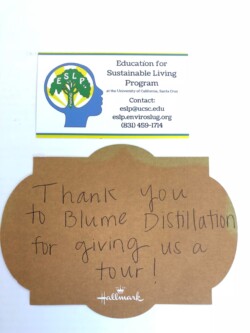 ESLP
Education for
Sustainable Living
Program
at the University of California, Santa Cruz
Contact:
eslp@ucsc.edu
eslp.enviroslug.org
(831) 459-1714
Thank you
to Blume Distillation
for giving us a
tour!
Hallmark